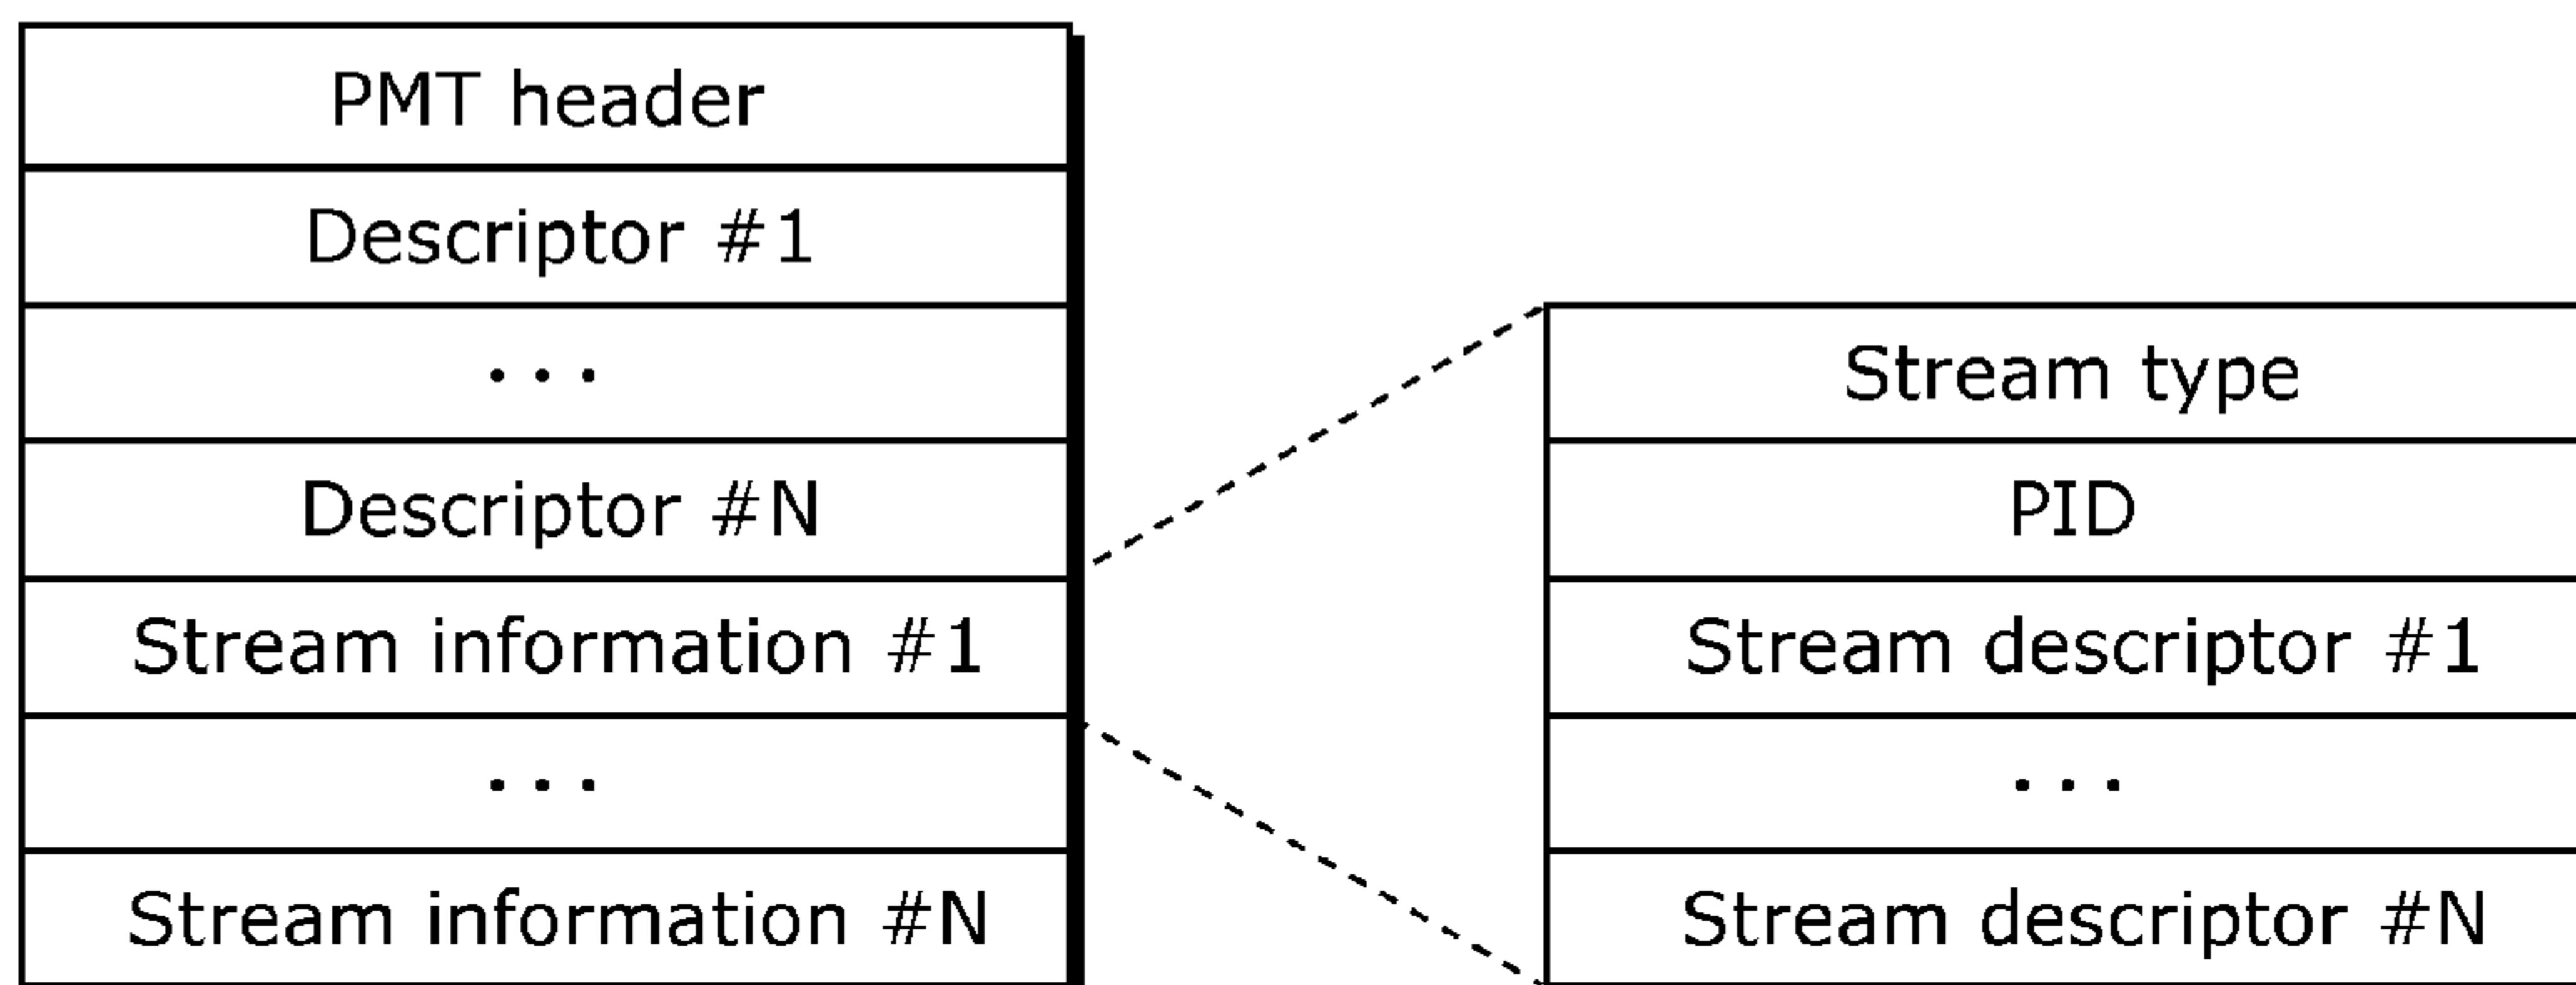 PMT header
Descriptor #1
...
Descriptor #N
Stream information #1
...
Stream information #N
Stream type
PID
Stream descriptor #1
...
Stream descriptor #N